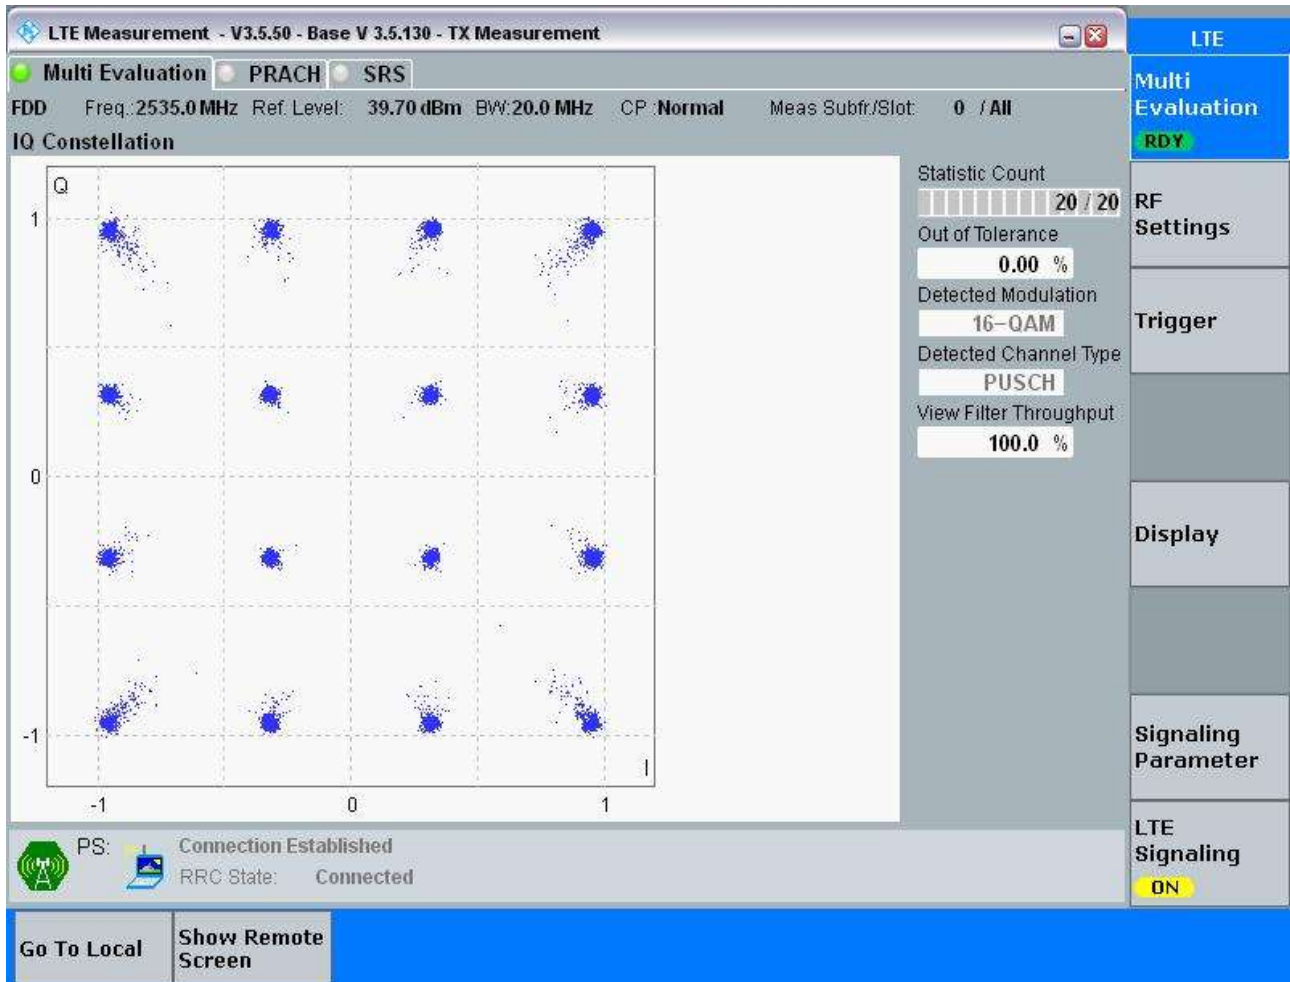 LTE Measurement - V3.5.50 - Base V 3.5.130 - TX Measurement
LTE
Multi Evaluation PRACH SRS
Multi
Evaluation
RDY
FDD Freq.:2535.0 MHz Ref. Level: 39.70 dBm BW:20.0 MHz CP :Normal Meas Subfr./Slot: 0 / All
IQ Constellation
Q
1
0
-1
I
-1 0 1
Statistic Count
20 / 20
Out of Tolerance
0.00 %
Detected Modulation
16-QAM
Detected Channel Type
PUSCH
View Filter Throughput
100.0 %
RF
Settings
Trigger
Display
Signaling
Parameter
LTE
Signaling
ON
PS: Connection Established
RRC State: Connected
Go To Local
Show Remote
Screen